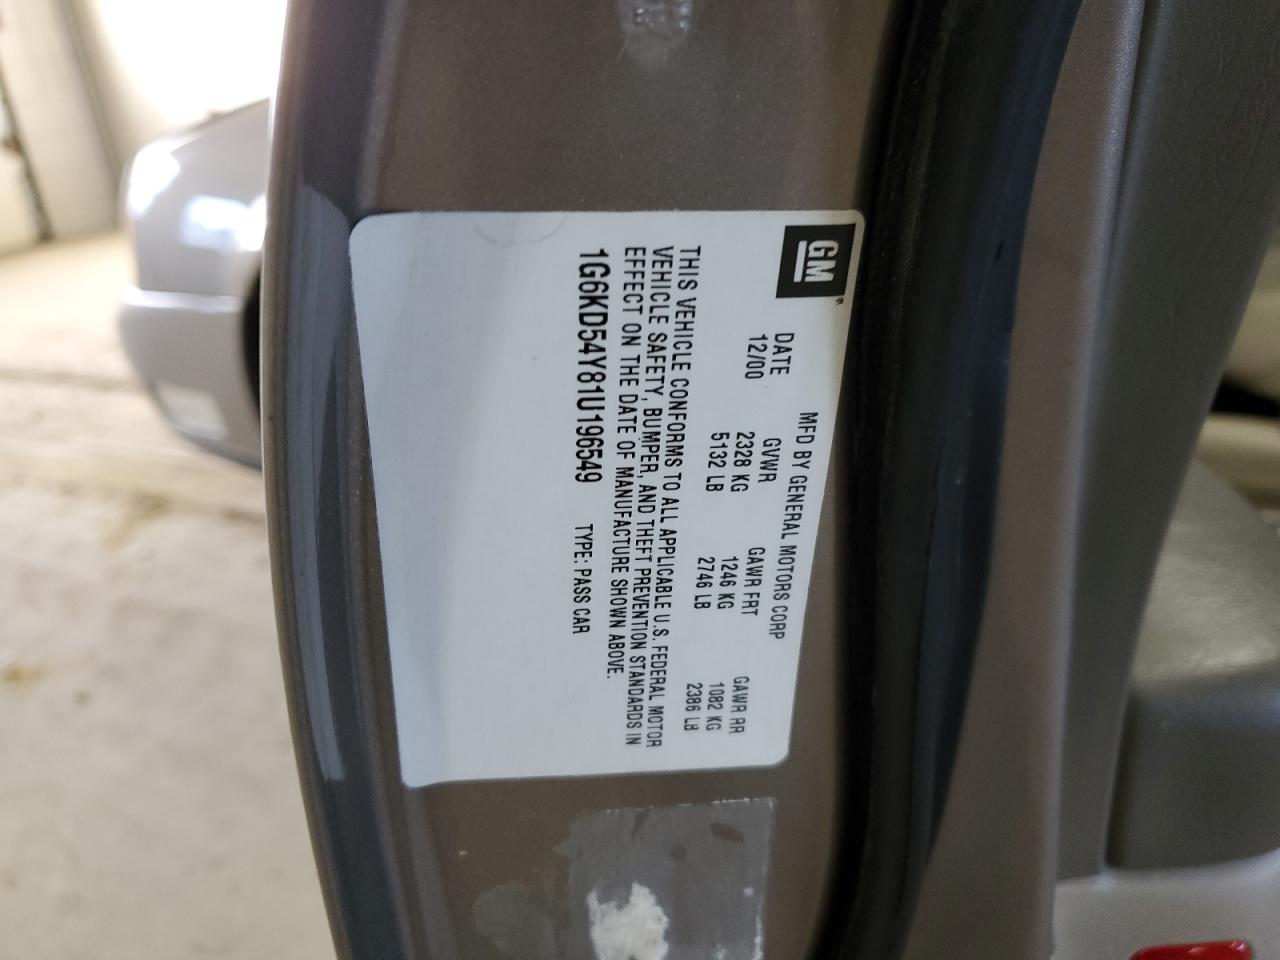 GM®
MFD BY GENERAL MOTORS CORP
DATE GVWR GAWR FRT GAWR RR
12/00 2328 KG 1246 KG 1082 KG
5132 LB 2746 LB 2386 LB
THIS VEHICLE CONFORMS TO ALL APPLICABLE U.S. FEDERAL MOTOR
VEHICLE SAFETY, BUMPER, AND THEFT PREVENTION STANDARDS IN
EFFECT ON THE DATE OF MANUFACTURE SHOWN ABOVE.
1G6KD54Y81U196549 TYPE: PASS CAR